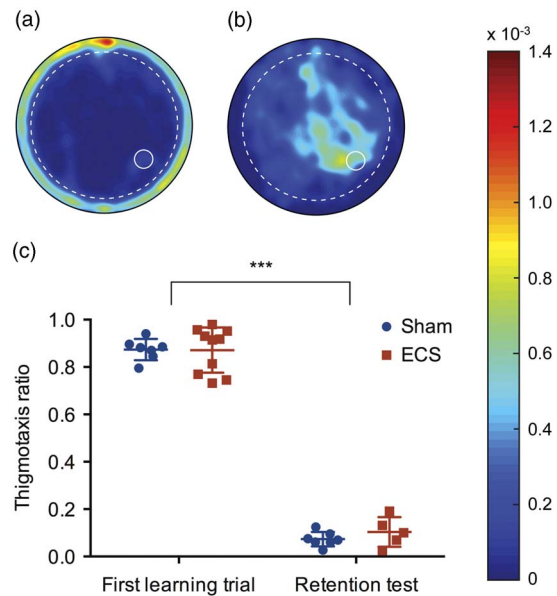 (a)
(b)
x 10⁻³
1.4
1.2
1.0
0.8
0.6
0.4
0.2
0
(c)
***
Sham
ECS
Thigmotaxis ratio
1.0
0.8
0.6
0.4
0.2
0.0
First learning trial
Retention test